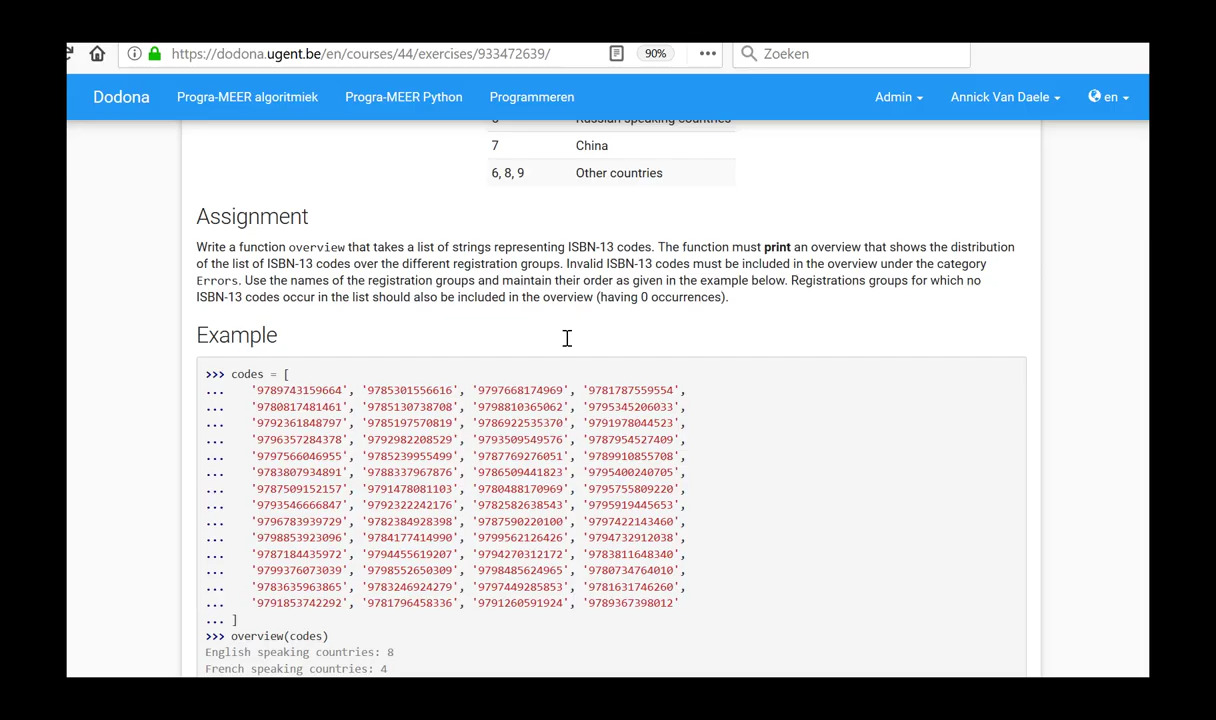 https://dodona.ugent.be/en/courses/44/exercises/933472639/ 90% ••• Zoeken
Dodona Progra-MEER algoritmiek Progra-MEER Python Programmeren Admin Annick Van Daele en
Russian speaking countries
7 China
6, 8, 9 Other countries
Assignment
Write a function overview that takes a list of strings representing ISBN-13 codes. The function must print an overview that shows the distribution
of the list of ISBN-13 codes over the different registration groups. Invalid ISBN-13 codes must be included in the overview under the category
Errors. Use the names of the registration groups and maintain their order as given in the example below. Registrations groups for which no
ISBN-13 codes occur in the list should also be included in the overview (having 0 occurrences).
Example
>>> codes = [
... '9789743159664', '9785301556616', '9797668174969', '9781787559554',
... '9780817481461', '9785130738708', '9798810365062', '9795345206033',
... '9792361848797', '9785197570819', '9786922535370', '9791978044523',
... '9796357284378', '9792982208529', '9793509549576', '9787954527409',
... '9797566046955', '9785239955499', '9787769276051', '9789910855708',
... '9783807934891', '9788337967876', '9786509441823', '9795400240705',
... '9787509152157', '9791478081103', '9780488170969', '9795755809220',
... '9793546666847', '9792322242176', '9782582638543', '9795919445653',
... '9796783939729', '9782384928398', '9787590220100', '9797422143460',
... '9798853923096', '9784177414990', '9799562126426', '9794732912038',
... '9787184435972', '9794455619207', '9794270312172', '9783811648340',
... '9799376073039', '9798552650309', '9798485624965', '9780734764010',
... '9783635963865', '9783246924279', '9797449285853', '9781631746260',
... '9791853742292', '9781796458336', '9791260591924', '9789367398012'
... ]
>>> overview(codes)
English speaking countries: 8
French speaking countries: 4